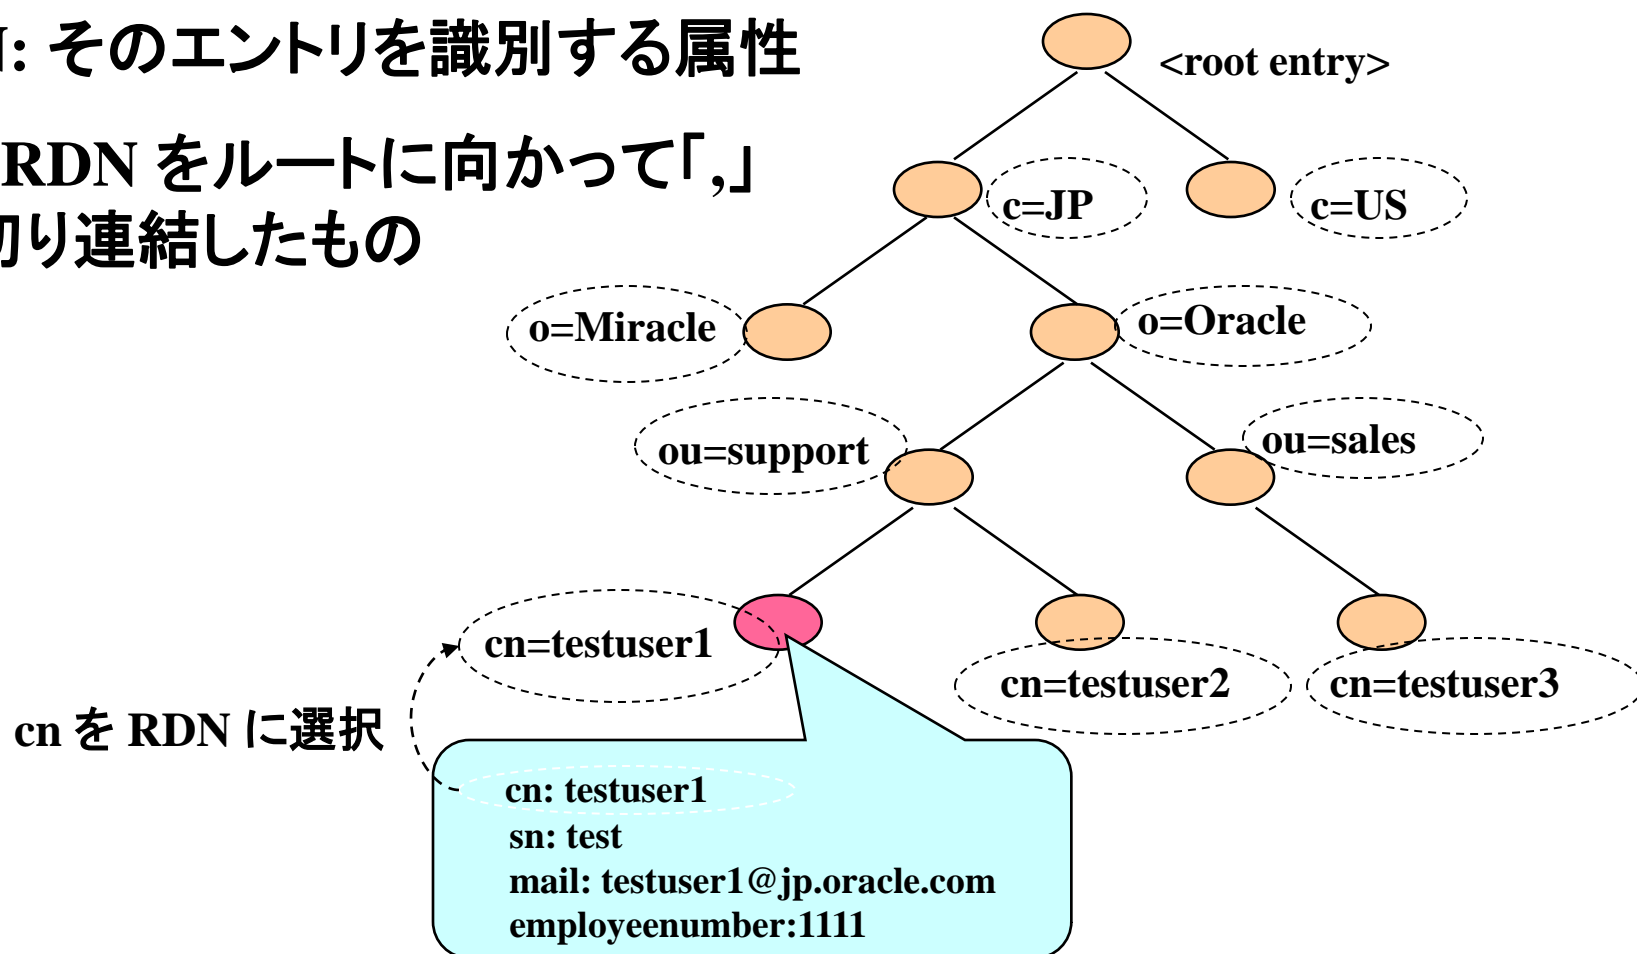 : そのエントリを識別する属性
RDN をルートに向かって「,」
切り連結したもの
<root entry>
c=JP
c=US
o=Miracle
o=Oracle
ou=support
ou=sales
cn=testuser1
cn=testuser2
cn=testuser3
cn を RDN に選択
cn: testuser1
sn: test
mail: testuser1@jp.oracle.com
employeenumber:1111